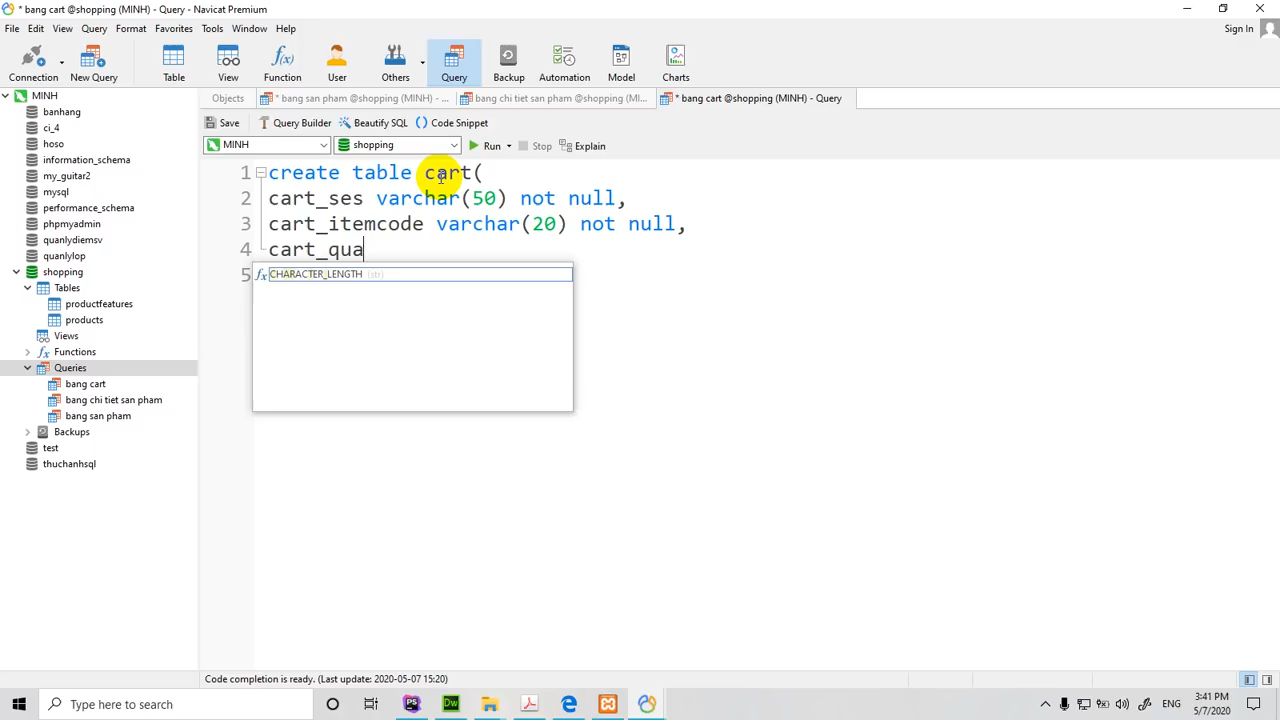 * bang cart @shopping (MINH) - Query - Navicat Premium
File Edit View Query Format Favorites Tools Window Help
Sign In
Connection New Query Table View Function User Others Query Backup Automation Model Charts
MINH
banhang
ci_4
hoso
information_schema
my_guitar2
mysql
performance_schema
phpmyadmin
quanlydiemsv
quanlylop
shopping
Tables
productfeatures
products
Views
Functions
Queries
bang cart
bang chi tiet san pham
bang san pham
Backups
test
thuchanhsql
Objects * bang san pham @shopping (MINH) - ... bang chi tiet san pham @shopping (MI... * bang cart @shopping (MINH) - Query
Save Query Builder Beautify SQL () Code Snippet
MINH shopping Run Stop Explain
1 create table cart(
2 cart_ses varchar(50) not null,
3 cart_itemcode varchar(20) not null,
4 cart_qua
5
fx CHARACTER_LENGTH (str)
Code completion is ready. (Last updated: 2020-05-07 15:20)
Type here to search
PS Dw
ENG
3:41 PM
5/7/2020